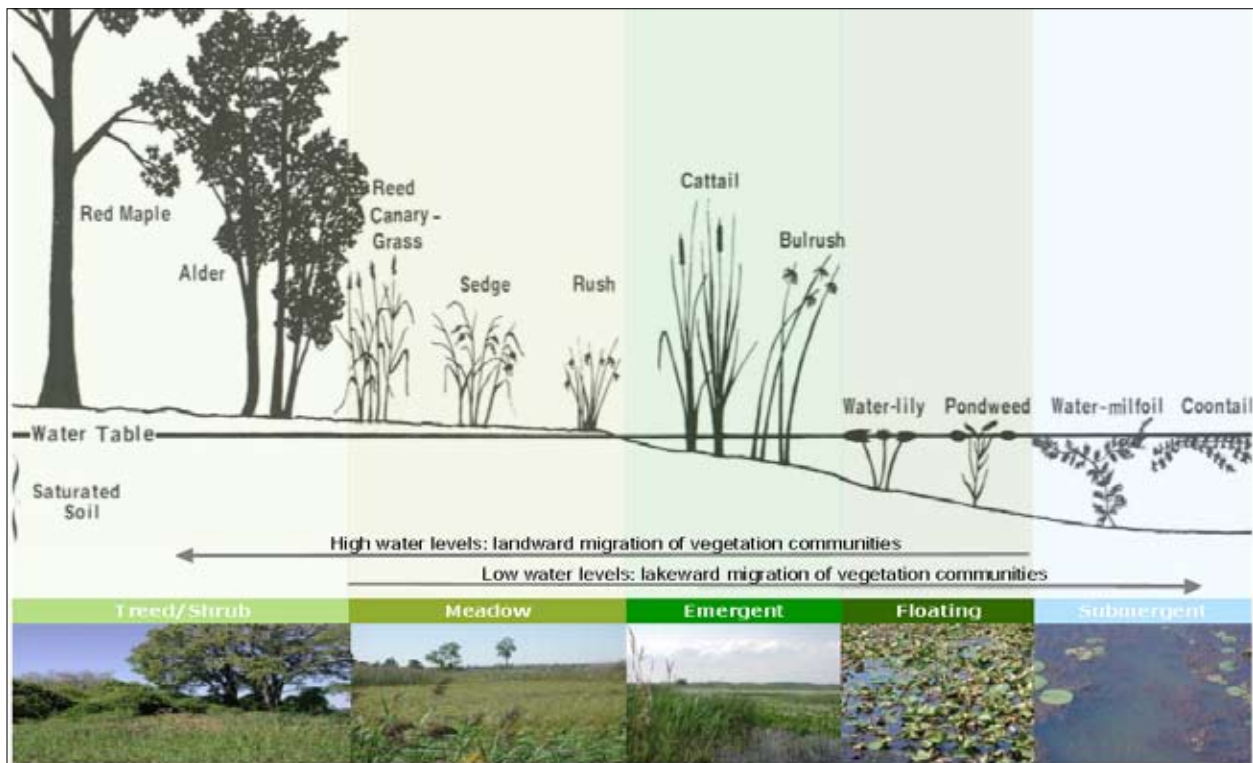 Red Maple
Alder
Reed
Canary-
Grass
Sedge
Rush
Cattail
Bulrush
Water-lily
Pondweed
Water-milfoil
Coontail
Water Table
Saturated
Soil
High water levels: landward migration of vegetation communities
Low water levels: lakeward migration of vegetation communities
Treed/Shrub
Meadow
Emergent
Floating
Submergent